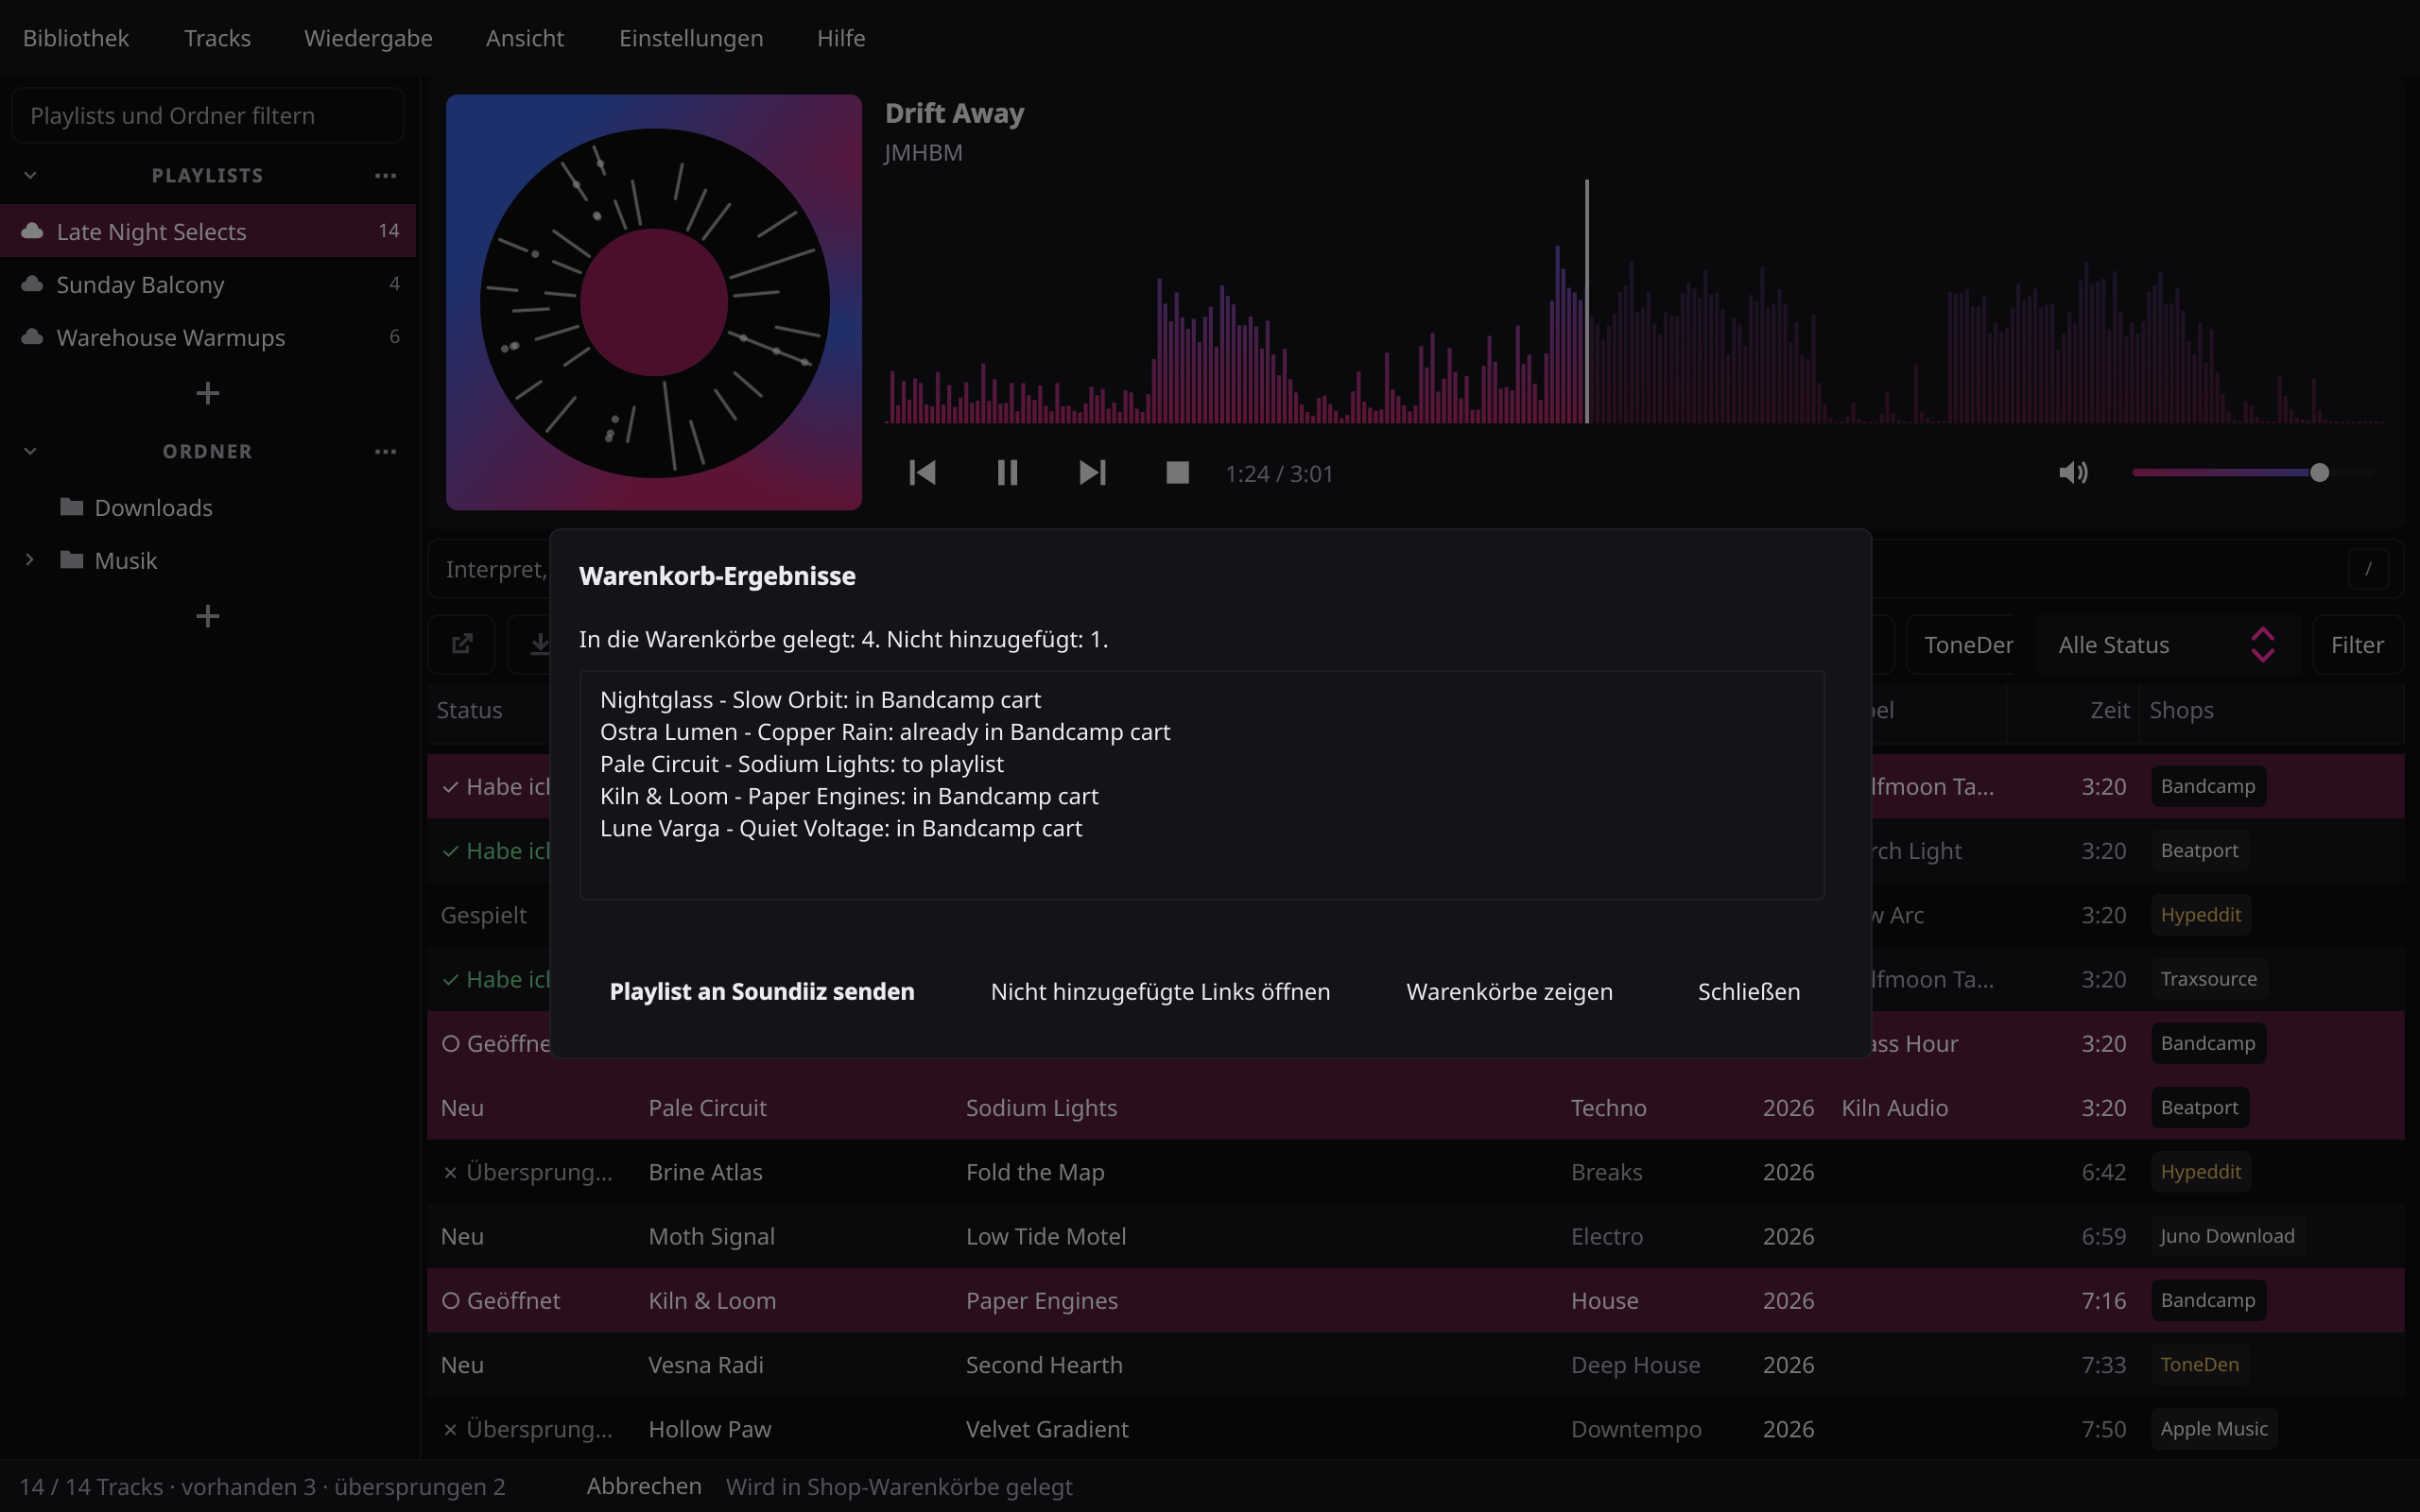 Bibliothek Tracks Wiedergabe Ansicht Einstellungen Hilfe
Playlists und Ordner filtern
PLAYLISTS ...
Late Night Selects 14
Sunday Balcony 4
Warehouse Warmups 6
+
ORDNER ...
Downloads
Musik
+
Drift Away
JMHBM
1:24 / 3:01
Interpret, /
ToneDen Alle Status Filter
Status Zeit Shops
Warenkorb-Ergebnisse
In die Warenkörbe gelegt: 4. Nicht hinzugefügt: 1.
Nightglass - Slow Orbit: in Bandcamp cart
Ostra Lumen - Copper Rain: already in Bandcamp cart
Pale Circuit - Sodium Lights: to playlist
Kiln & Loom - Paper Engines: in Bandcamp cart
Lune Varga - Quiet Voltage: in Bandcamp cart
Playlist an Soundiiz senden Nicht hinzugefügte Links öffnen Warenkörbe zeigen Schließen
Habe 3:20 Bandcamp
Habe Light 3:20 Beatport
Gespielt Arc 3:20 Hypeddit
Habe 3:20 Traxsource
Hour 3:20 Bandcamp
Neu Pale Circuit Sodium Lights Techno 2026 Kiln Audio 3:20 Beatport
Übersprung... Brine Atlas Fold the Map Breaks 2026 6:42 Hypeddit
Neu Moth Signal Low Tide Motel Electro 2026 6:59 Juno Download
Geöffnet Kiln & Loom Paper Engines House 2026 7:16 Bandcamp
Neu Vesna Radi Second Hearth Deep House 2026 7:33 ToneDen
Übersprung... Hollow Paw Velvet Gradient Downtempo 2026 7:50 Apple Music
14 / 14 Tracks · vorhanden 3 · übersprungen 2 Abbrechen Wird in Shop-Warenkörbe gelegt